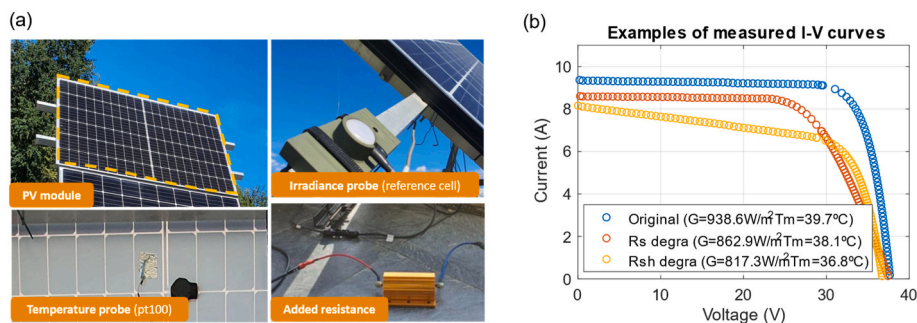 (a)
PV module
Irradiance probe (reference cell)
Temperature probe (pt100)
Added resistance
(b)
Examples of measured I-V curves
Current (A)
10
8
6
4
2
0
Original (G=938.6W/m²Tm=39.7ºC)
Rs degra (G=862.9W/m²Tm=38.1ºC)
Rsh degra (G=817.3W/m²Tm=36.8ºC)
0
10
20
30
40
Voltage (V)